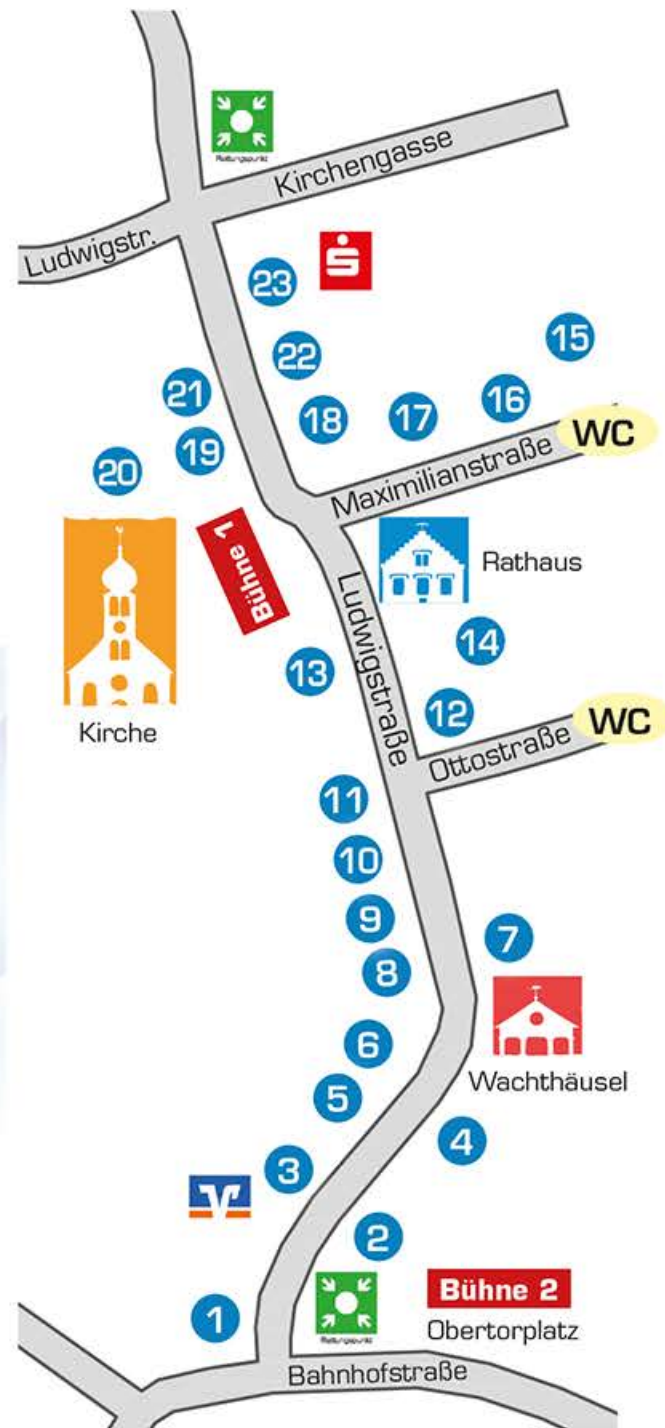 Rettungspunkt
Kirchengasse
Ludwigstr.
S
23
15
22
21
18
17
16
WC
19
20
Maximilianstraße
Bühne 1
Rathaus
Ludwigstraße
14
13
Kirche
12
WC
Ottostraße
11
10
9
7
8
6
Wachthäusel
5
4
3
2
Bühne 2
1
Obertorplatz
Rettungspunkt
Bahnhofstraße